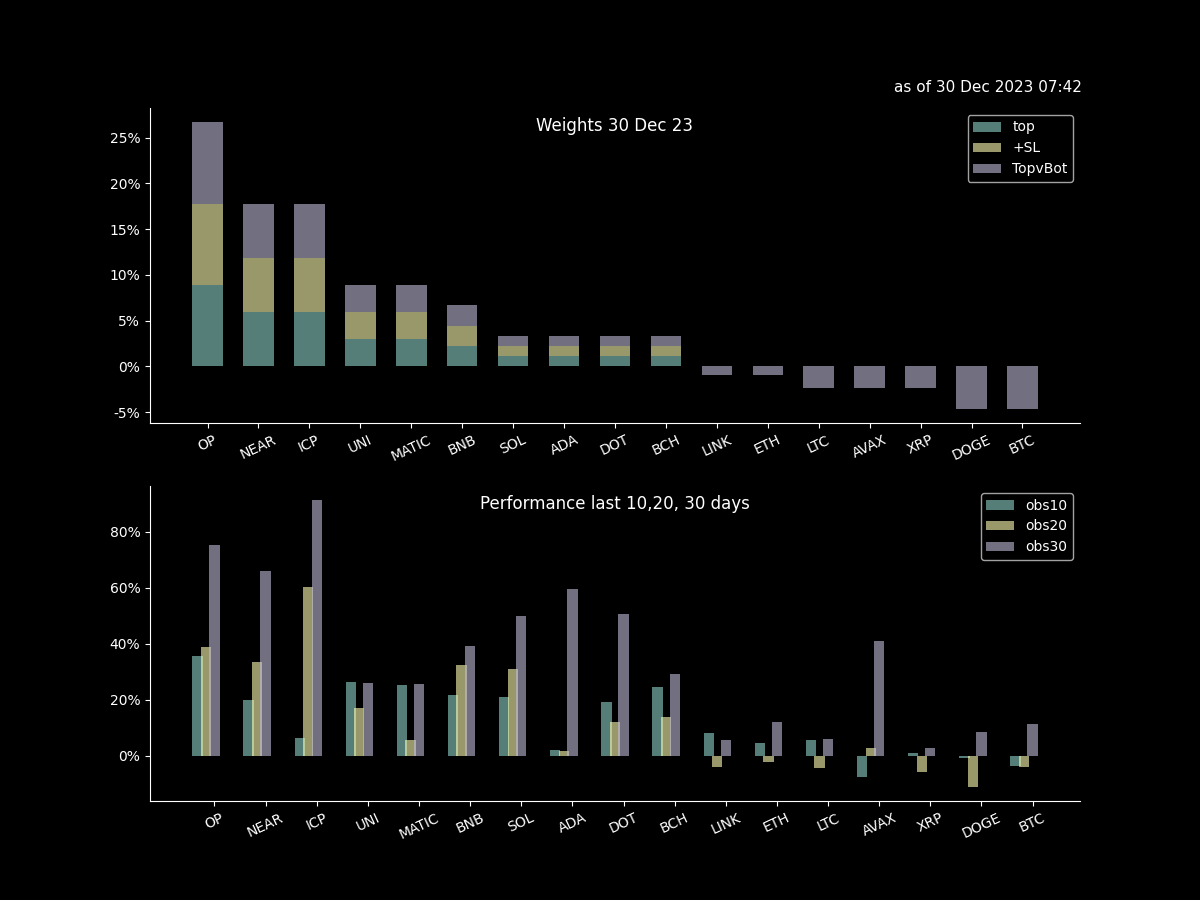 as of 30 Dec 2023 07:42
Weights 30 Dec 23
top
+SL
TopvBot
25%
20%
15%
10%
5%
0%
-5%
OP NEAR ICP UNI MATIC BNB SOL ADA DOT BCH LINK ETH LTC AVAX XRP DOGE BTC
Performance last 10,20, 30 days
obs10
obs20
obs30
80%
60%
40%
20%
0%
OP NEAR ICP UNI MATIC BNB SOL ADA DOT BCH LINK ETH LTC AVAX XRP DOGE BTC